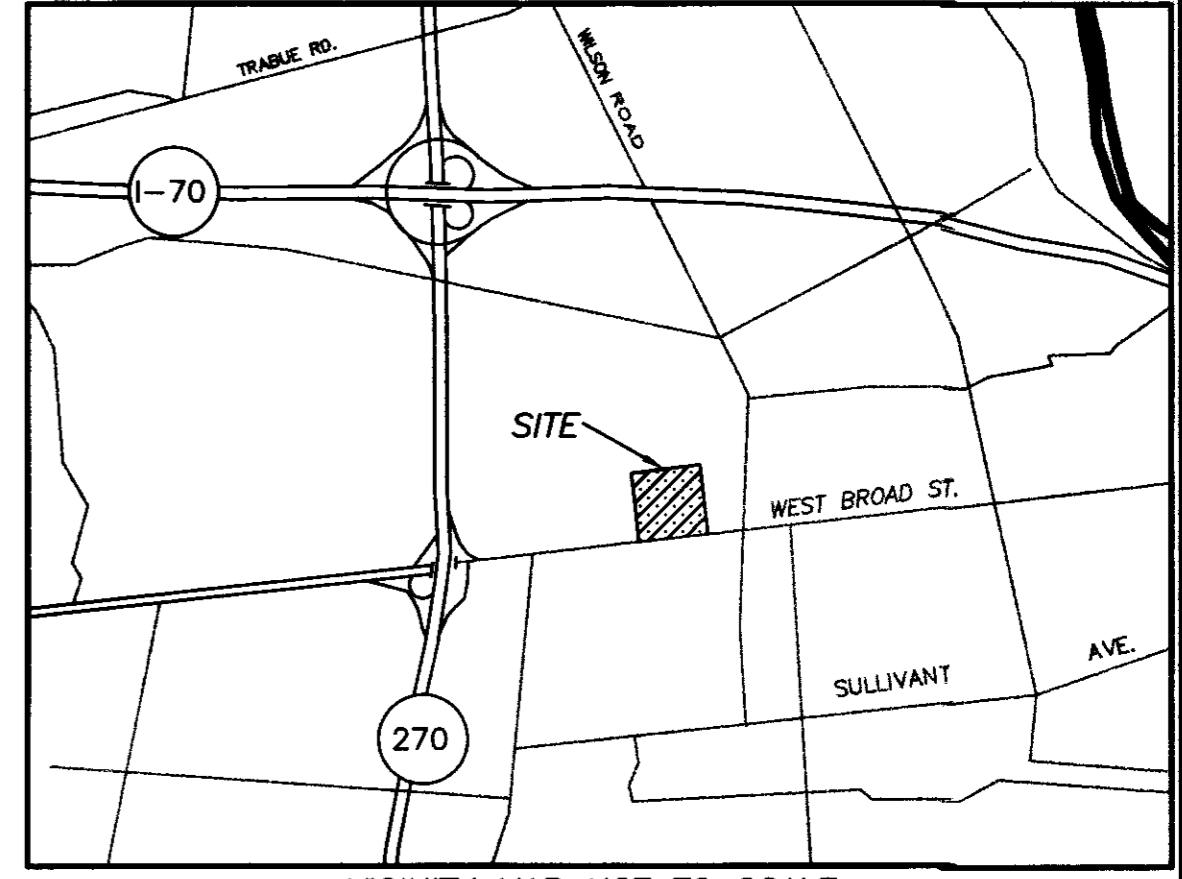 TRABUE RD.
WILSON ROAD
I-70
SITE
WEST BROAD ST.
AVE.
SULLIVANT
270